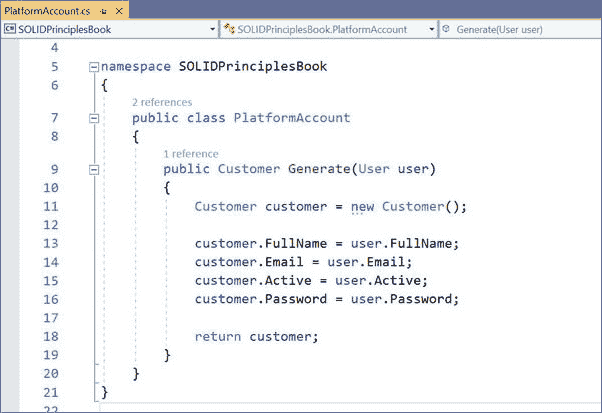 PlatformAccount.cs
SOLIDPrinciplesBook SOLIDPrinciplesBook.PlatformAccount Generate(User user)
4
5 namespace SOLIDPrinciplesBook
6 {
2 references
7 public class PlatformAccount
8 {
1 reference
9 public Customer Generate(User user)
10 {
11 Customer customer = new Customer();
12
13 customer.FullName = user.FullName;
14 customer.Email = user.Email;
15 customer.Active = user.Active;
16 customer.Password = user.Password;
17
18 return customer;
19 }
20 }
21 }
22